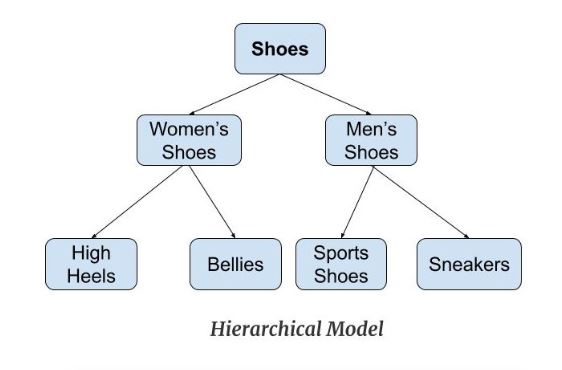 Shoes
Women's
Shoes
Men's
Shoes
High
Heels
Bellies
Sports
Shoes
Sneakers
Hierarchical Model